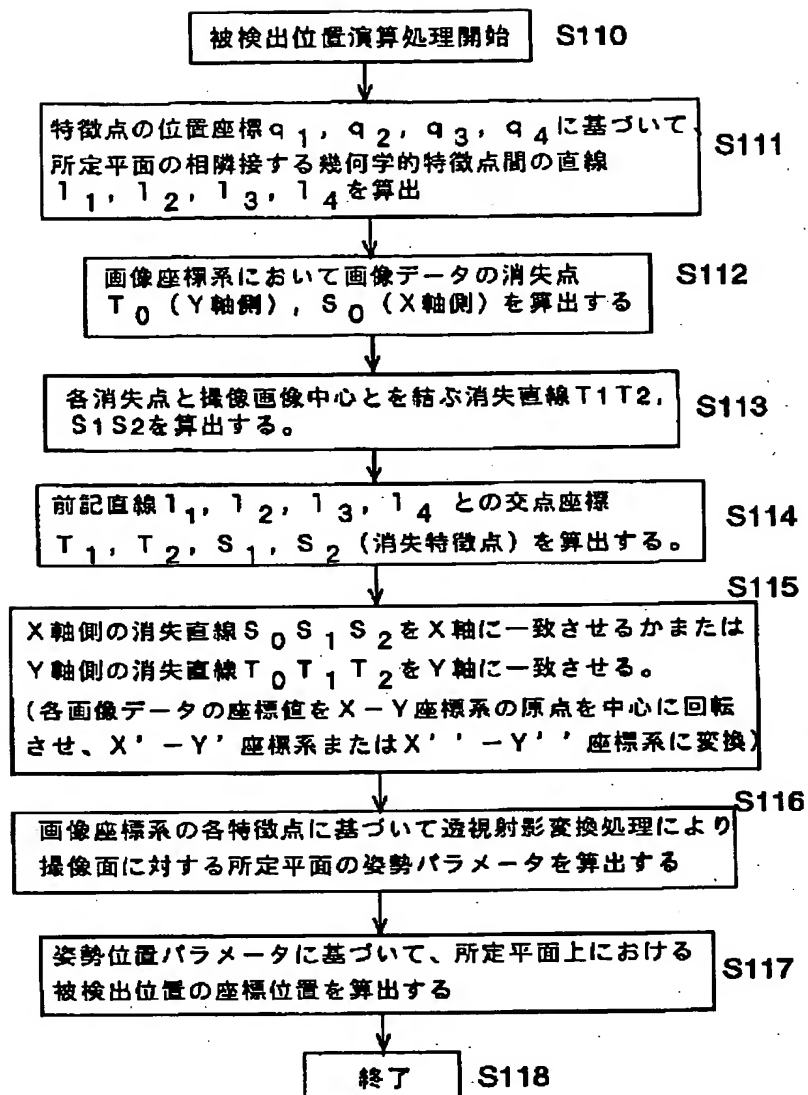 被検出位置演算処理開始 S110
特徴点の位置座標q1, q2, q3, q4に基づいて
所定平面の相隣接する幾何学的特徴点間の直線
l1, l2, l3, l4を算出
S111
画像座標系において画像データの消失点
T0（Y軸側）, S0（X軸側）を算出する
S112
各消失点と撮像画像中心とを結ぶ消失直線T1T2,
S1S2を算出する。
S113
前記直線l1, l2, l3, l4 との交点座標
T1, T2, S1, S2（消失特徴点）を算出する。
S114
S115
X軸側の消失直線S0S1S2をX軸に一致させるかまたは
Y軸側の消失直線T0T1T2をY軸に一致させる。
(各画像データの座標値をX－Y座標系の原点を中心に回転
させ、X'－Y'座標系またはX''－Y''座標系に変換)
S116
画像座標系の各特徴点に基づいて透視射影変換処理により
撮像面に対する所定平面の姿勢パラメータを算出する
姿勢位置パラメータに基づいて、所定平面上における
被検出位置の座標位置を算出する
S117
終了 S118